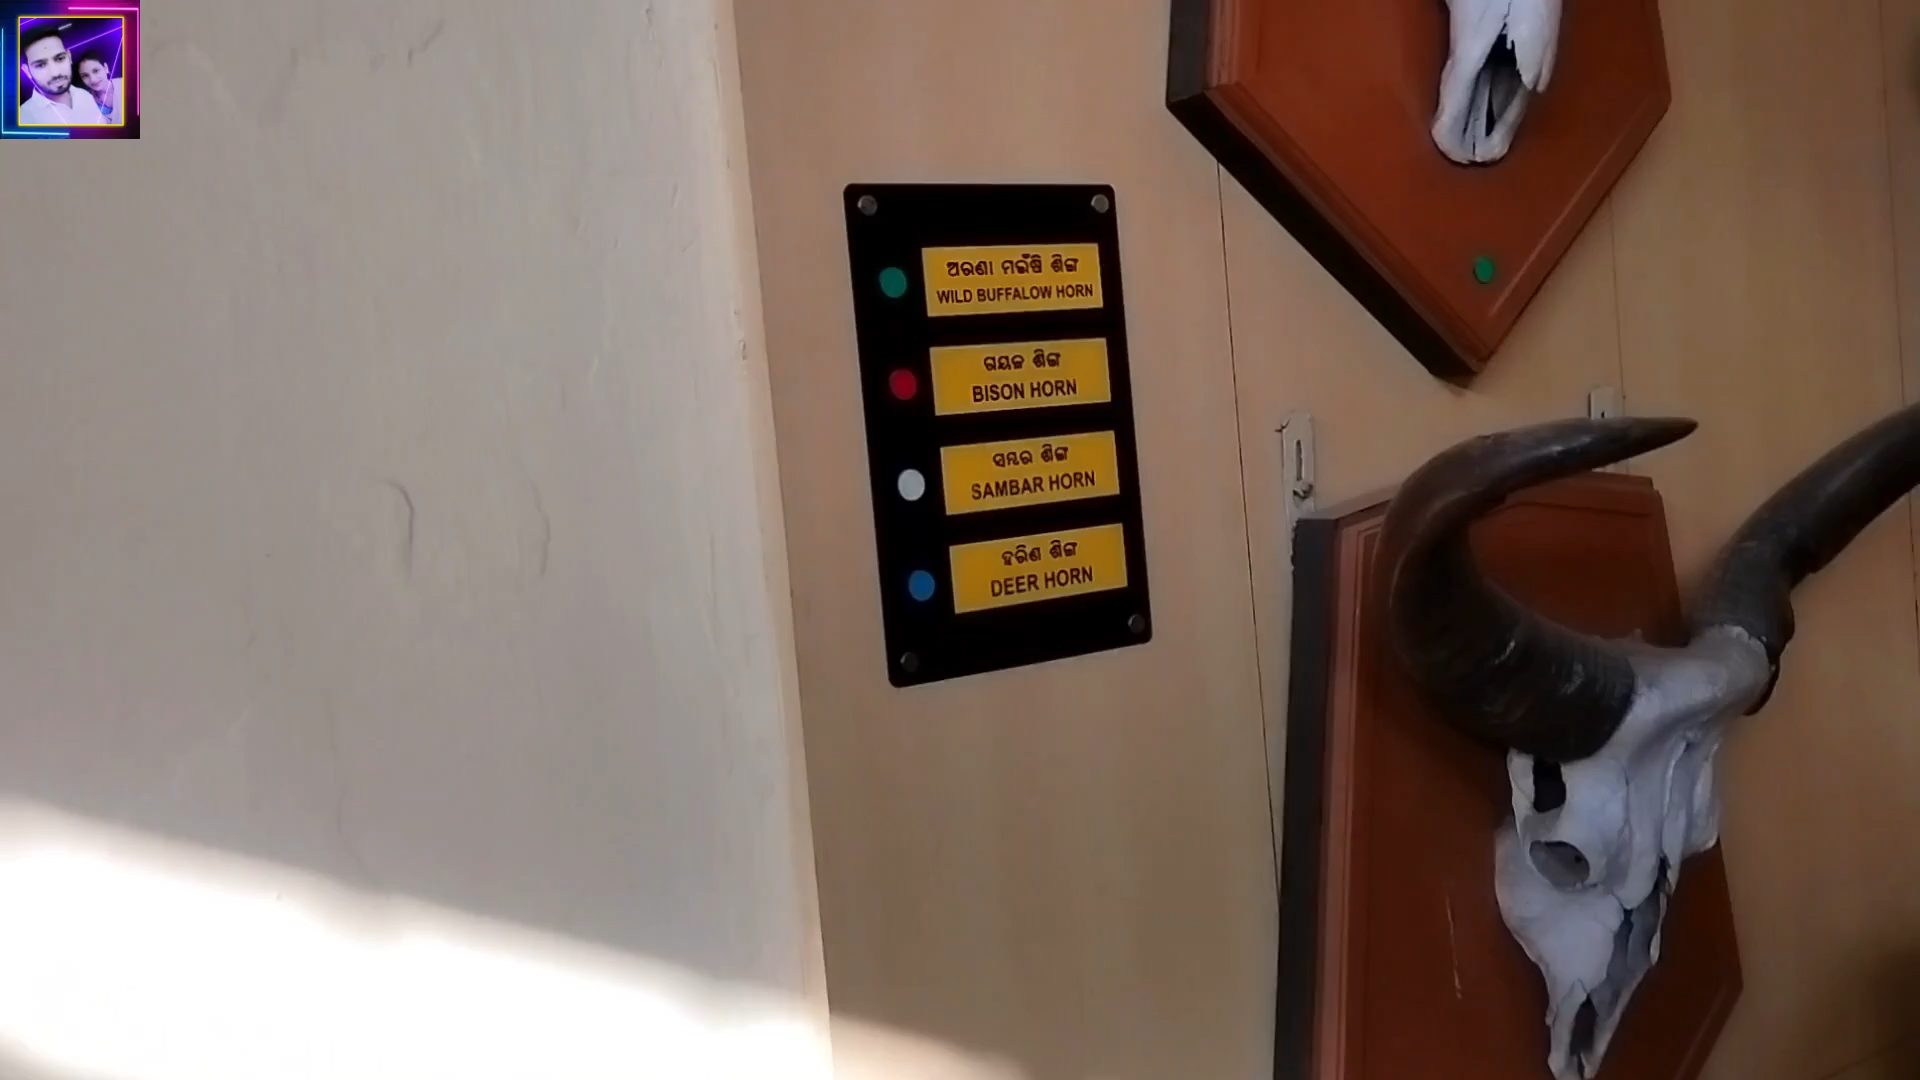 ଅରଣା ମଇଁଷି ଶିଙ୍ଗ
WILD BUFFALOW HORN
ଗୟଳ ଶିଙ୍ଗ
BISON HORN
ସମ୍ବର ଶିଙ୍ଗ
SAMBAR HORN
ହରିଣ ଶିଙ୍ଗ
DEER HORN